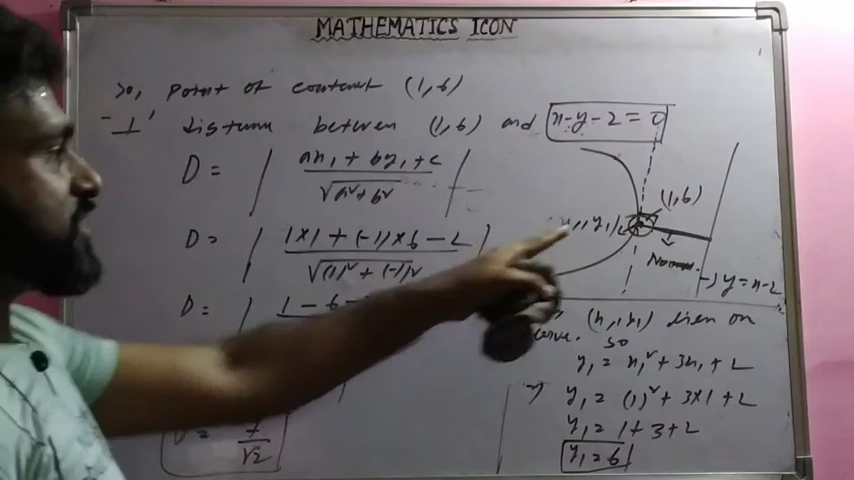 MATHEMATICS ICON
So, point of contant (1,6)
'⊥' distance between (1,6) and x-y-2=0
D = | ax₁ + by₁ + c / √a²+b² |
D = | 1×1 + (-1)×6 - 2 / √(1)² + (-1)² |
D = | 1 - 6 -
D = 7 / √2
(1,6)
x₁, y₁)
Normal
→ y = x-2
(x₁, y₁) then on
curve. so
y₁ = x₁² + 3x₁ + 2
⇒ y₁ = (1)² + 3×1 + 2
y₁ = 1 + 3 + 2
y₁ = 6